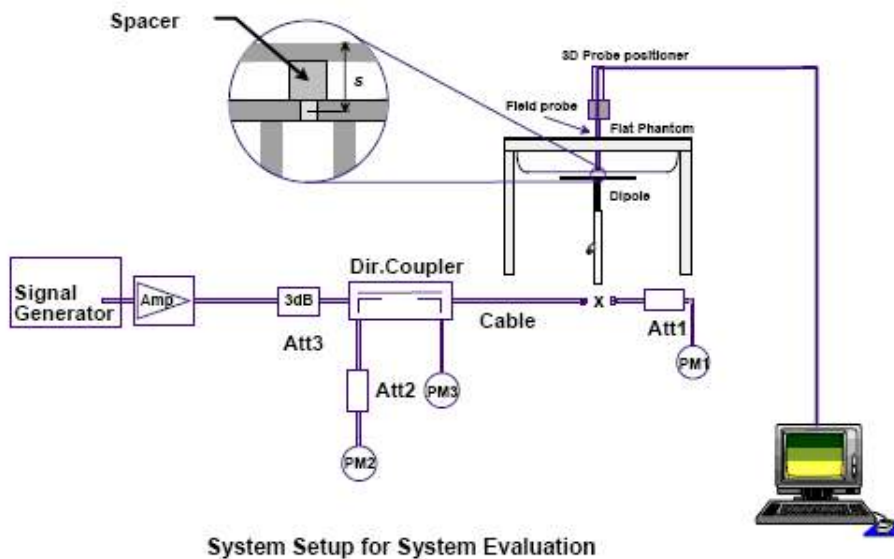 Spacer
s
3D Probe positioner
Field probe
Flat Phantom
Dipole
Signal
Generator
Amp
3dB
Att3
Dir.Coupler
Cable
x
Att1
PM1
Att2
PM3
PM2
System Setup for System Evaluation